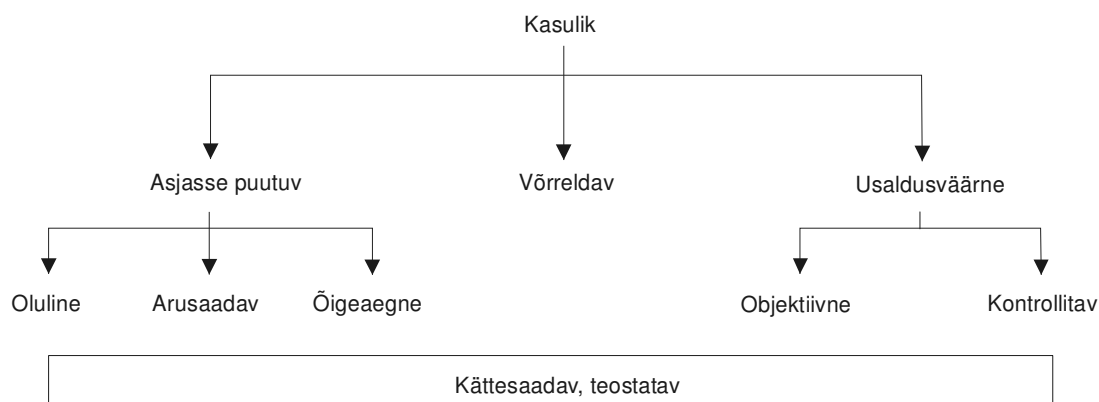 Kasulik
Asjasse puutuv Võrreldav Usaldusväärne
Oluline Arusaadav Õigeaegne Objektiivne Kontrollitav
Kättesaadav, teostatav